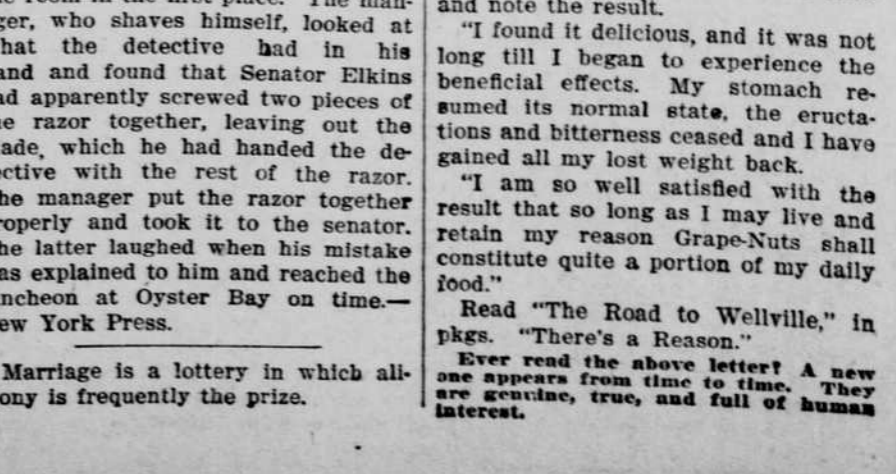 ger, who shaves himself, looked at
hat the detective had in his
and and found that Senator Elkins
ad apparently screwed two pieces of
e razor together, leaving out the
ade, which he had handed the de-
ective with the rest of the razor.
he manager put the razor together
roperly and took it to the senator.
he latter laughed when his mistake
as explained to him and reached the
ncheon at Oyster Bay on time.—
ew York Press.
Marriage is a lottery in which ali-
ony is frequently the prize.
and note the result.
"I found it delicious, and it was not
long till I began to experience the
beneficial effects. My stomach re-
sumed its normal state, the eructa-
tions and bitterness ceased and I have
gained all my lost weight back.
"I am so well satisfied with the
result that so long as I may live and
retain my reason Grape-Nuts shall
constitute quite a portion of my daily
food."
Read "The Road to Wellville," in
pkgs. "There's a Reason."
Ever read the above letter? A new
one appears from time to time. They
are genuine, true, and full of human
interest.